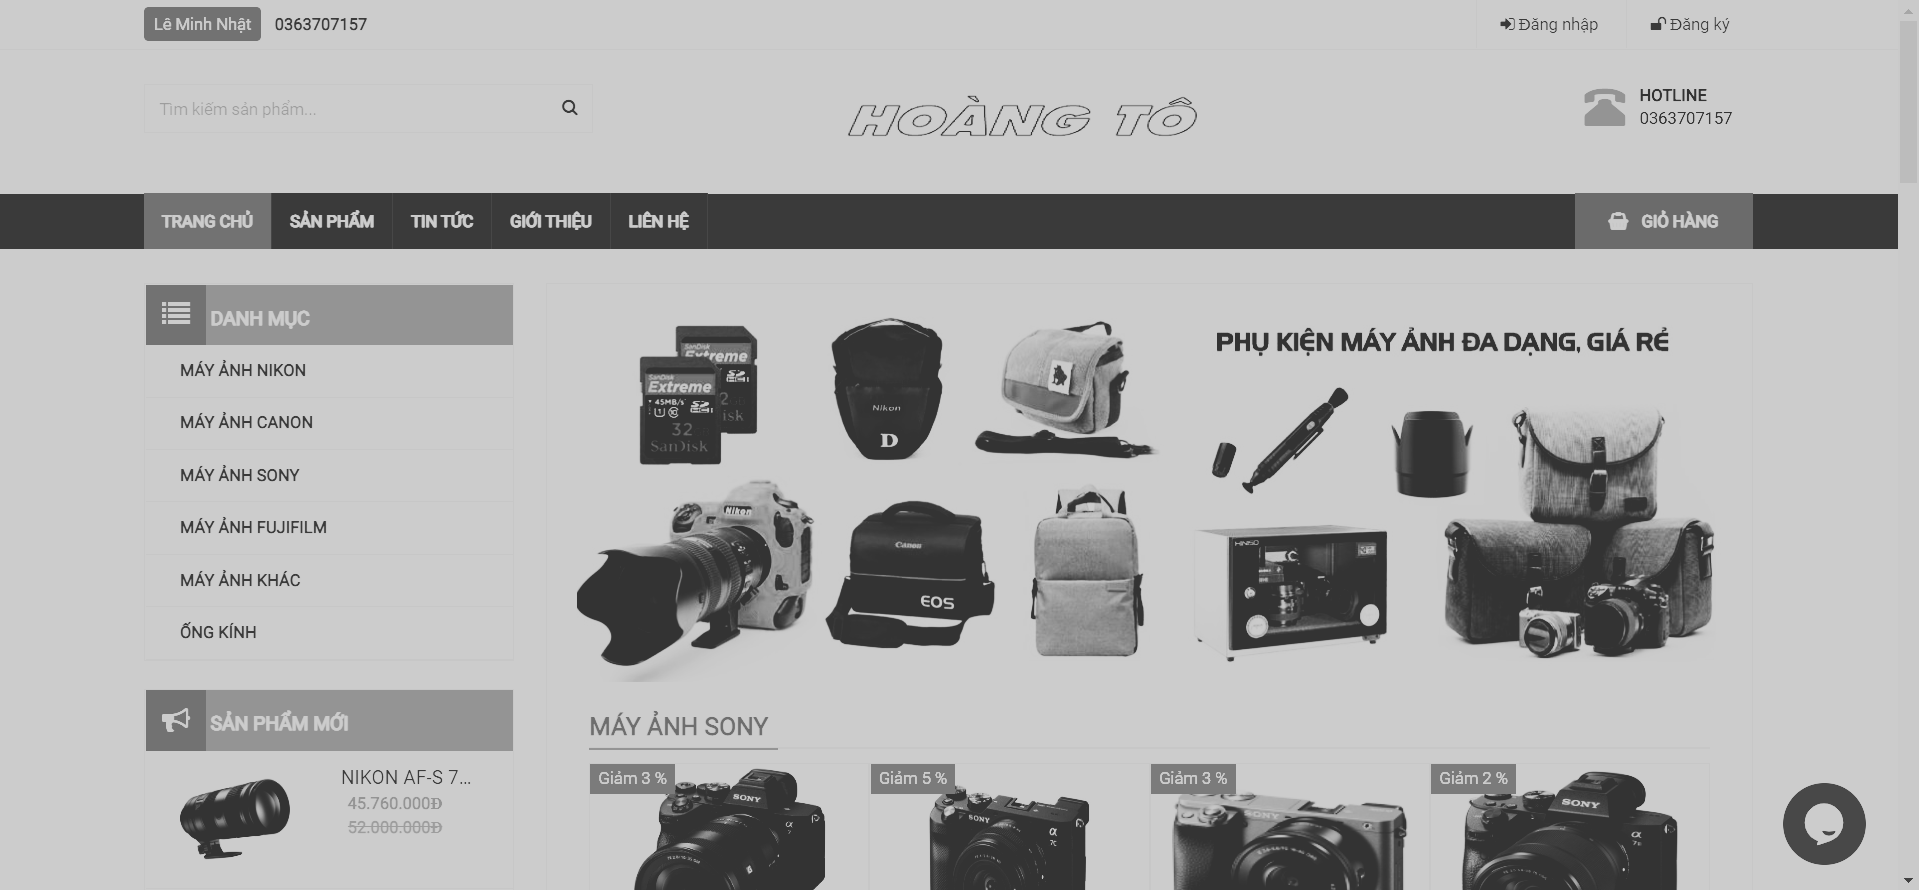 Lê Minh Nhật 0363707157
Đăng nhập
Đăng ký
Tìm kiếm sản phẩm...
HOÀNG TÔ
HOTLINE
0363707157
TRANG CHỦ
SẢN PHẨM
TIN TỨC
GIỚI THIỆU
LIÊN HỆ
GIỎ HÀNG
DANH MỤC
MÁY ẢNH NIKON
MÁY ẢNH CANON
MÁY ẢNH SONY
MÁY ẢNH FUJIFILM
MÁY ẢNH KHÁC
ỐNG KÍNH
SẢN PHẨM MỚI
NIKON AF-S 7...
45.760.000Đ
52.000.000Đ
PHỤ KIỆN MÁY ẢNH ĐA DẠNG, GIÁ RẺ
SanDisk
Extreme
SanDisk
Extreme
45MB/s
32
SanDisk
Nikon
D
Nikon
Canon
EOS
MÁY ẢNH SONY
Giảm 3 %
Giảm 5 %
Giảm 3 %
Giảm 2 %
SONY
SONY
SONY
SONY